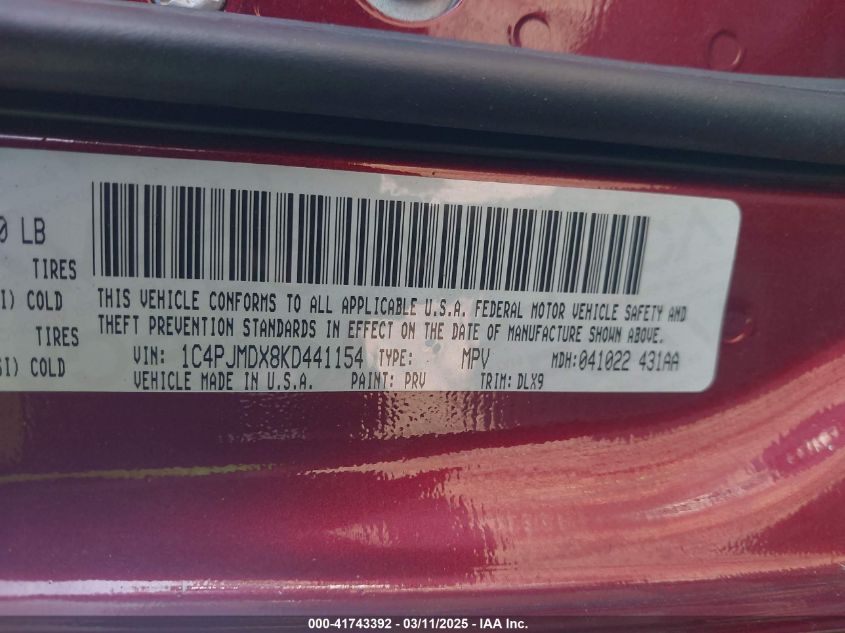 0 LB
TIRES
I) COLD
TIRES
SI) COLD
THIS VEHICLE CONFORMS TO ALL APPLICABLE U.S.A. FEDERAL MOTOR VEHICLE SAFETY AND
THEFT PREVENTION STANDARDS IN EFFECT ON THE DATE OF MANUFACTURE SHOWN ABOVE.
VIN: 1C4PJMDX8KD441154 TYPE: MPV MDH:041022 431AA
VEHICLE MADE IN U.S.A. PAINT: PRV TRIM: DLX9
000-41743392 - 03/11/2025 - IAA Inc.